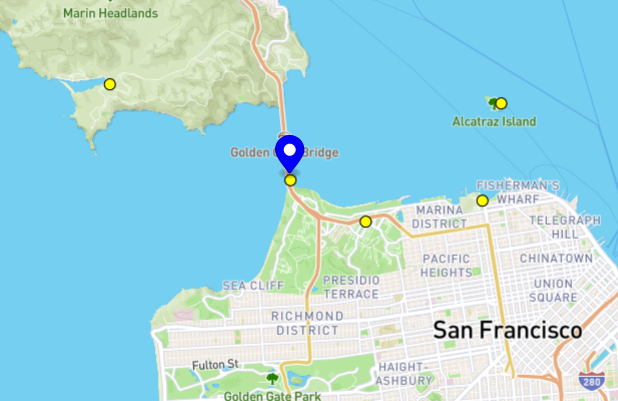 Marin Headlands
Alcatraz Island
Golden G Bridge
FISHERMAN'S
WHARF
MARINA
DISTRICT
TELEGRAPH
HILL
PACIFIC
HEIGHTS
CHINATOWN
SEA CLIFF
PRESIDIO
TERRACE
UNION
SQUARE
RICHMOND
DISTRICT
San Francisco
Fulton St
HAIGHT-
ASHBURY
280
Golden Gate Park